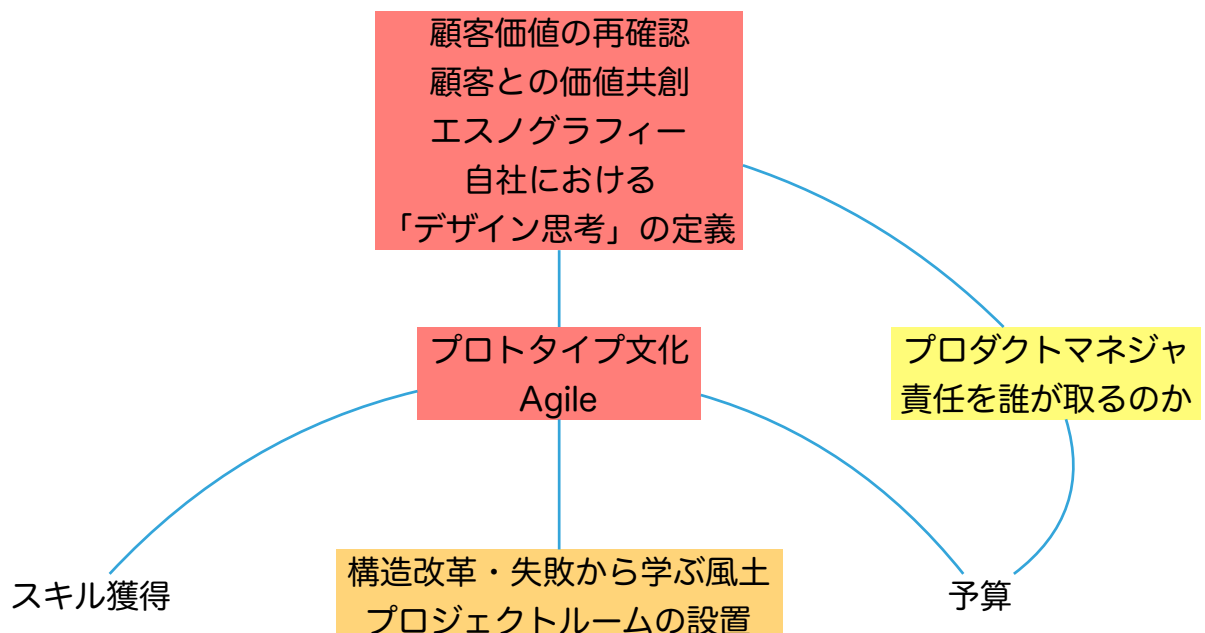 顧客価値の再確認
顧客との価値共創
エスノグラフィー
自社における
「デザイン思考」の定義
プロトタイプ文化
Agile
プロダクトマネジャ
責任を誰が取るのか
スキル獲得
構造改革・失敗から学ぶ風土
プロジェクトルームの設置
予算